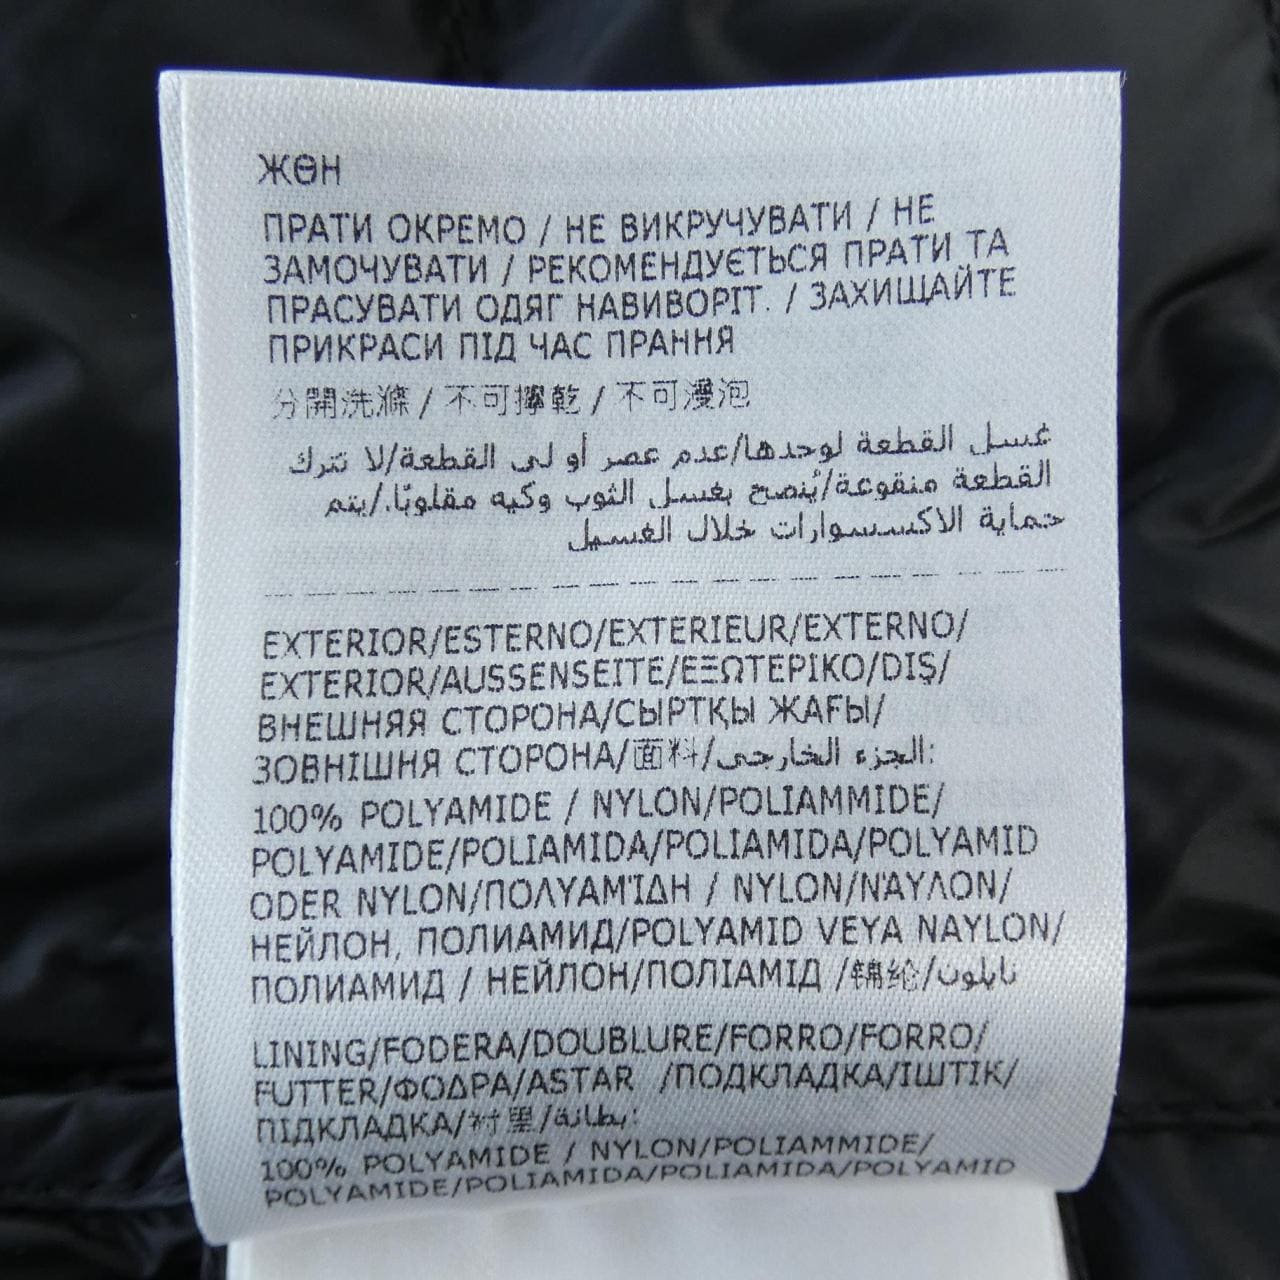 ЖӨН
ПРАТИ ОКРЕМО / НЕ ВИКРУЧУВАТИ / НЕ
ЗАМОЧУВАТИ / РЕКОМЕНДУЄТЬСЯ ПРАТИ ТА
ПРАСУВАТИ ОДЯГ НАВИВОРІТ. / ЗАХИЩАЙТЕ
ПРИКРАСИ ПІД ЧАС ПРАННЯ
分開洗滌 / 不可擰乾 / 不可浸泡
غسل القطعة لوحدها/عدم عصر أو لي القطعة/لا تترك
القطعة منقوعة/يُنصح بغسل الثوب وكيه مقلوبًا./يتم
حماية الاكسسوارات خلال الغسيل
EXTERIOR/ESTERNO/EXTERIEUR/EXTERNO/
EXTERIOR/AUSSENSEITE/ΕΞΩΤΕΡΙΚΟ/DIŞ/
ВНЕШНЯЯ СТОРОНА/СЫРТҚЫ ЖАҒЫ/
ЗОВНІШНЯ СТОРОНА/面料/الجزء الخارجي:
100% POLYAMIDE / NYLON/POLIAMMIDE/
POLYAMIDE/POLIAMIDA/POLIAMIDA/POLYAMID
ODER NYLON/ΠΟΛΥΑΜΊΔΗ / NYLON/ΝΆΥΛΟΝ/
НЕЙЛОН, ПОЛИАМИД/POLYAMID VEYA NAYLON/
ПОЛИАМИД / НЕЙЛОН/ПОЛІАМІД /锦纶/نايلون
LINING/FODERA/DOUBLURE/FORRO/FORRO/
FUTTER/ΦΟΔΡΑ/ASTAR /ПОДКЛАДКА/ІШТІК/
ПІДКЛАДКА/衬里/بطانة:
100% POLYAMIDE / NYLON/POLIAMMIDE/
POLYAMIDE/POLIAMIDA/POLIAMIDA/POLYAMID